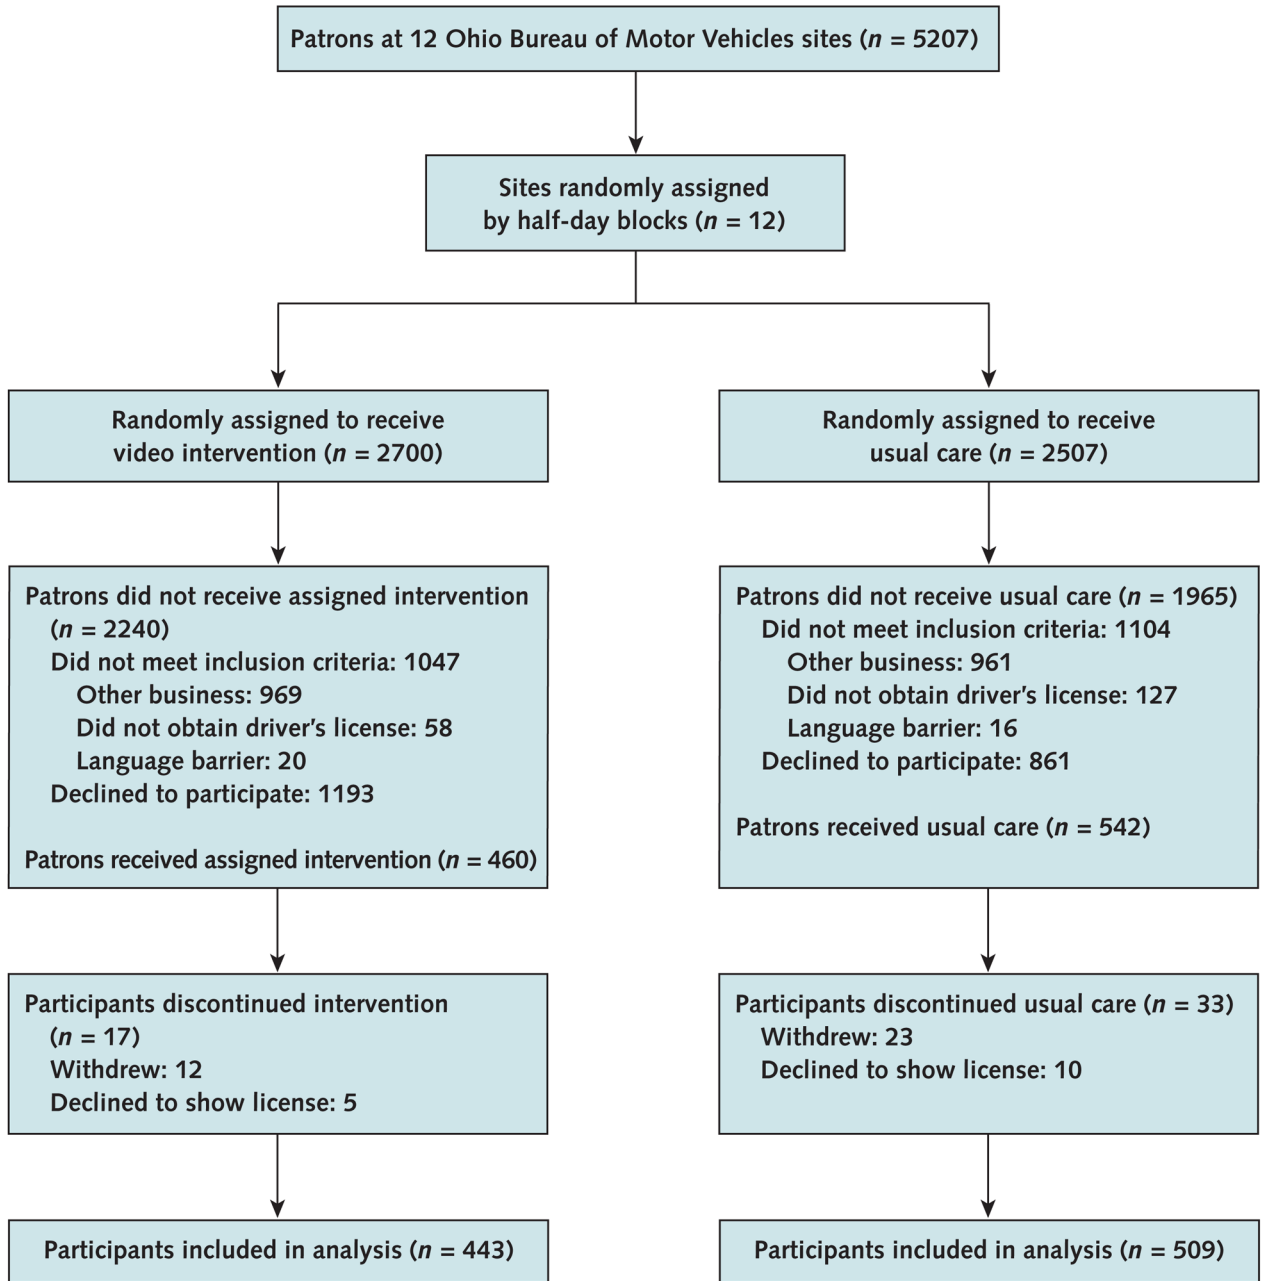 Patrons at 12 Ohio Bureau of Motor Vehicles sites (n = 5207)
Sites randomly assigned
by half-day blocks (n = 12)
Randomly assigned to receive
video intervention (n = 2700)
Randomly assigned to receive
usual care (n = 2507)
Patrons did not receive assigned intervention
(n = 2240)
Did not meet inclusion criteria: 1047
Other business: 969
Did not obtain driver’s license: 58
Language barrier: 20
Declined to participate: 1193
Patrons received assigned intervention (n = 460)
Patrons did not receive usual care (n = 1965)
Did not meet inclusion criteria: 1104
Other business: 961
Did not obtain driver’s license: 127
Language barrier: 16
Declined to participate: 861
Patrons received usual care (n = 542)
Participants discontinued intervention
(n = 17)
Withdrew: 12
Declined to show license: 5
Participants discontinued usual care (n = 33)
Withdrew: 23
Declined to show license: 10
Participants included in analysis (n = 443)
Participants included in analysis (n = 509)